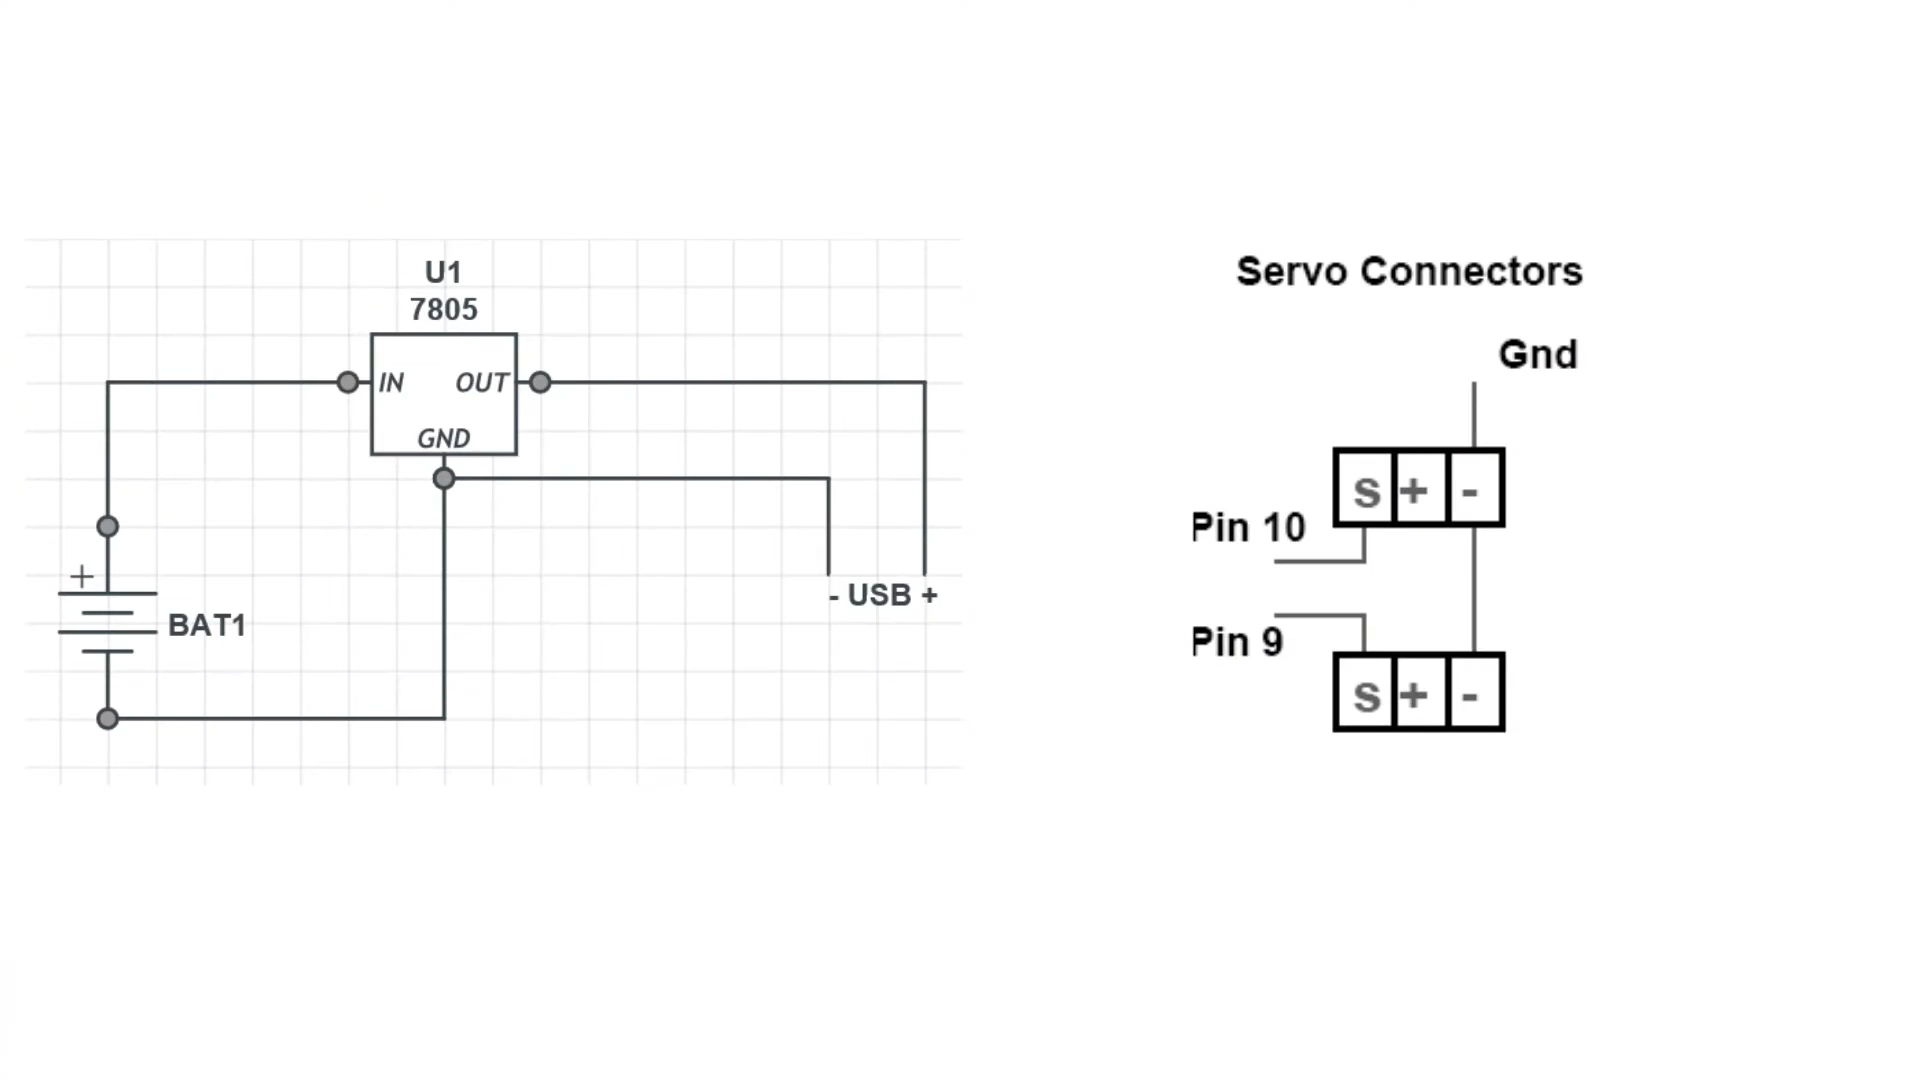 U1
7805
IN OUT
GND
+
BAT1
- USB +
Servo Connectors
Gnd
s + -
Pin 10
Pin 9
s + -